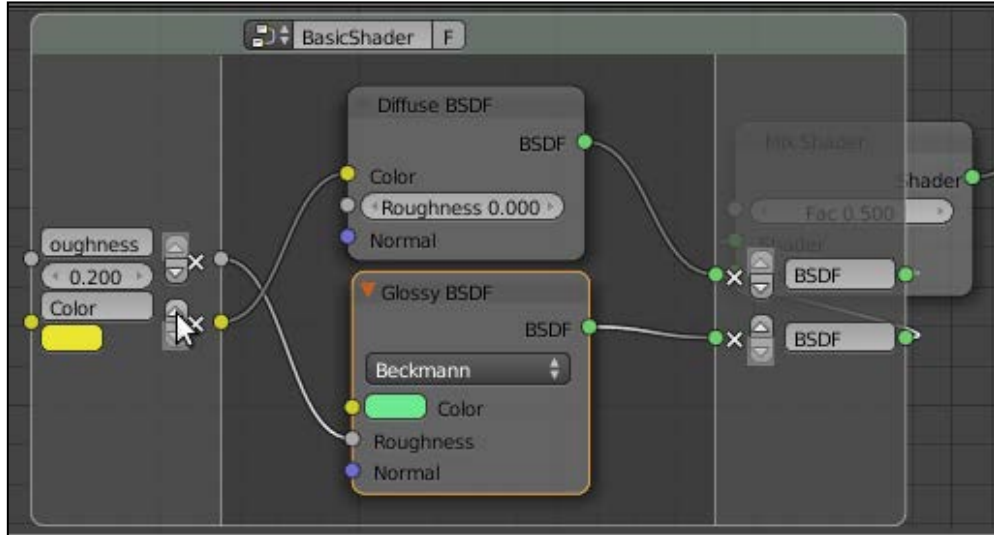 BasicShader F
Diffuse BSDF
BSDF
Color
Roughness 0.000
Normal
Mix Shader
Shader
Fac 0.500
Shader
oughness
0.200
Color
Glossy BSDF
BSDF
Beckmann
Color
Roughness
Normal
BSDF
BSDF